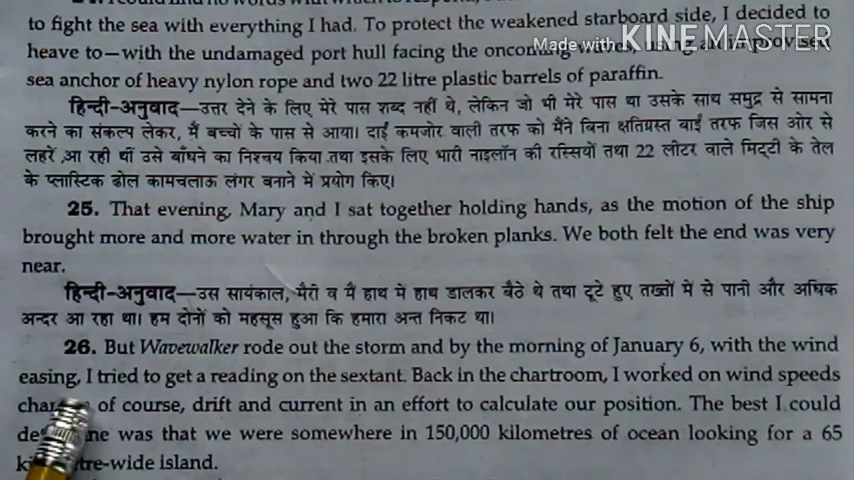 to fight the sea with everything I had. To protect the weakened starboard side, I decided to
heave to—with the undamaged port hull facing the oncoming using an improvised
Made with KINEMASTER
sea anchor of heavy nylon rope and two 22 litre plastic barrels of paraffin.
हिन्दी-अनुवाद—उत्तर देने के लिए मेरे पास शब्द नहीं थे, लेकिन जो भी मेरे पास था उसके साथ समुद्र से सामना
करने का संकल्प लेकर, मैं बच्चों के पास से आया। दाईं कमजोर वाली तरफ को मैंने बिना क्षतिग्रस्त बाईं तरफ जिस ओर से
लहरें आ रही थीं उसे बाँधने का निश्चय किया तथा इसके लिए भारी नाइलॉन की रस्सियों तथा 22 लीटर वाले मिट्टी के तेल
के प्लास्टिक ढोल कामचलाऊ लंगर बनाने में प्रयोग किए।
25. That evening, Mary and I sat together holding hands, as the motion of the ship
brought more and more water in through the broken planks. We both felt the end was very
near.
हिन्दी-अनुवाद—उस सायंकाल, मैरी व मैं हाथ में हाथ डालकर बैठे थे तथा टूटे हुए तख्तों में से पानी और अधिक
अन्दर आ रहा था। हम दोनों को महसूस हुआ कि हमारा अन्त निकट था।
26. But Wavewalker rode out the storm and by the morning of January 6, with the wind
easing, I tried to get a reading on the sextant. Back in the chartroom, I worked on wind speeds
of course, drift and current in an effort to calculate our position. The best I could
was that we were somewhere in 150,000 kilometres of ocean looking for a 65
island.